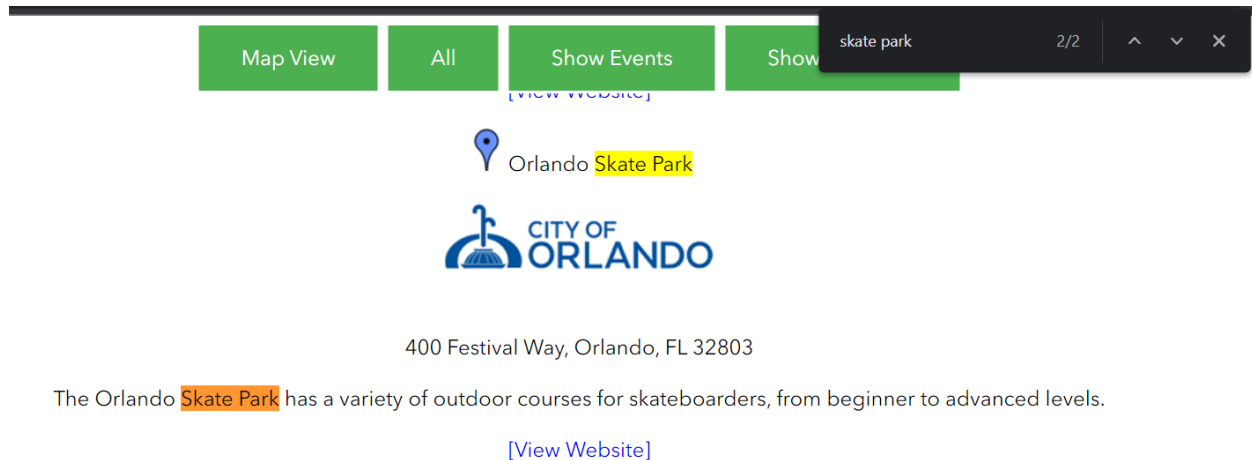 Map View
All
Show Events
Show
skate park
2/2
[View Website]
Orlando Skate Park
CITY OF
ORLANDO
400 Festival Way, Orlando, FL 32803
The Orlando Skate Park has a variety of outdoor courses for skateboarders, from beginner to advanced levels.
[View Website]